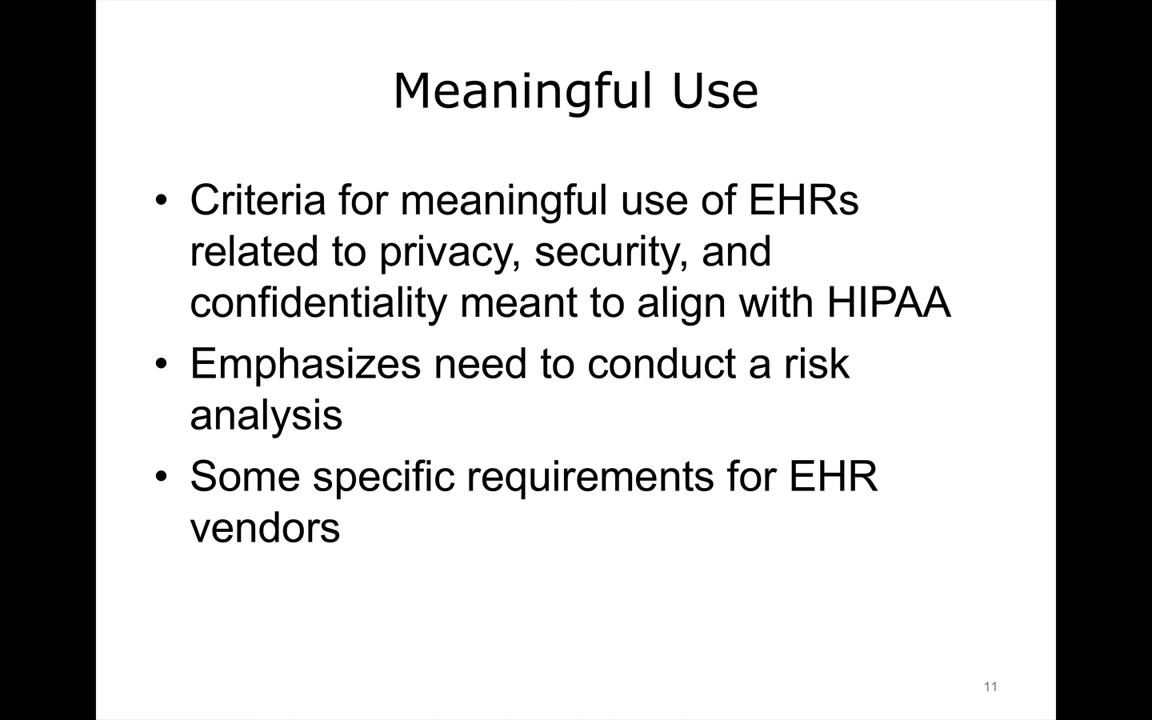 Meaningful Use
• Criteria for meaningful use of EHRs
related to privacy, security, and
confidentiality meant to align with HIPAA
• Emphasizes need to conduct a risk
analysis
• Some specific requirements for EHR
vendors
11